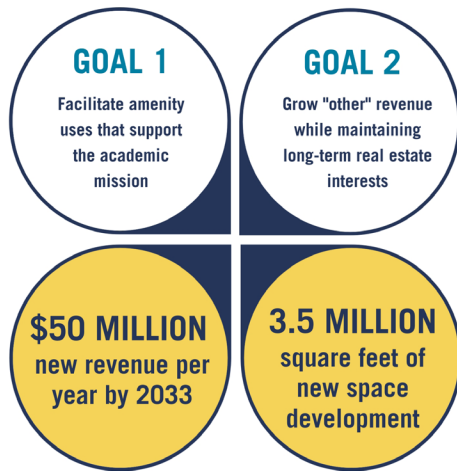 GOAL 1
Facilitate amenity
uses that support
the academic
mission
GOAL 2
Grow "other" revenue
while maintaining
long-term real estate
interests
$50 MILLION
new revenue per
year by 2033
3.5 MILLION
square feet of
new space
development